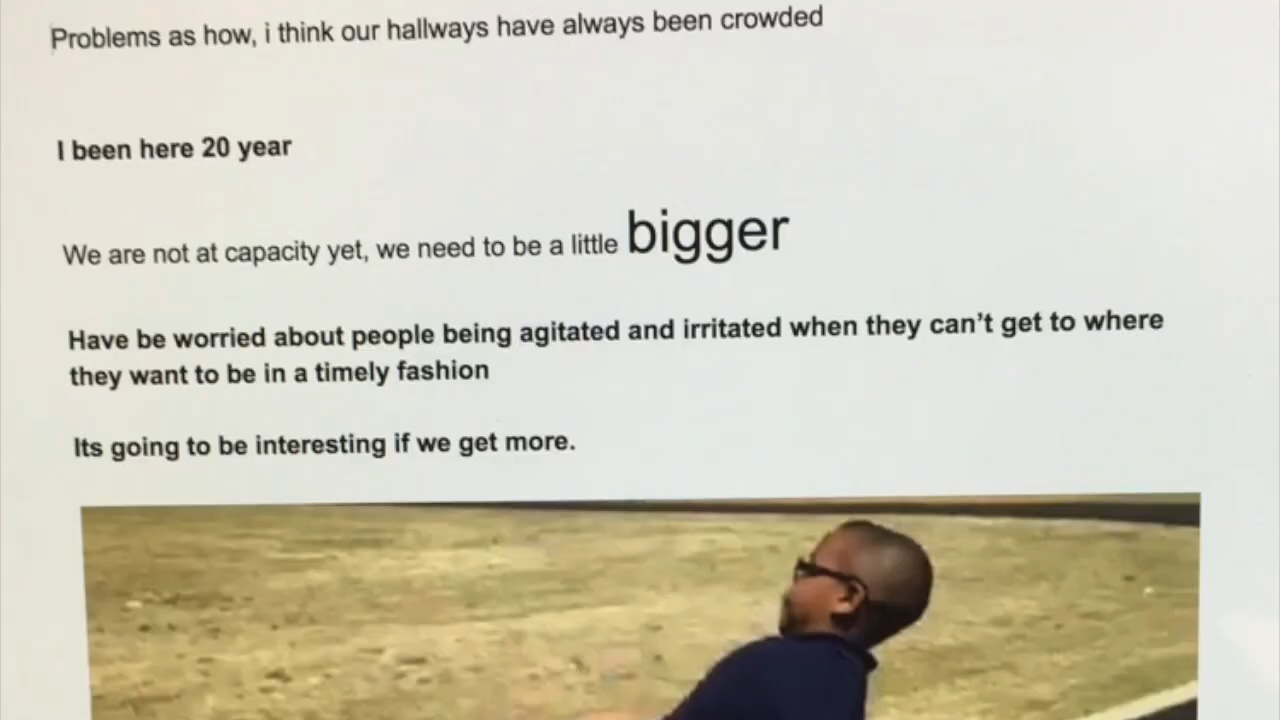 Problems as how, i think our hallways have always been crowded
I been here 20 year
We are not at capacity yet, we need to be a little bigger
Have be worried about people being agitated and irritated when they can't get to where
they want to be in a timely fashion
Its going to be interesting if we get more.